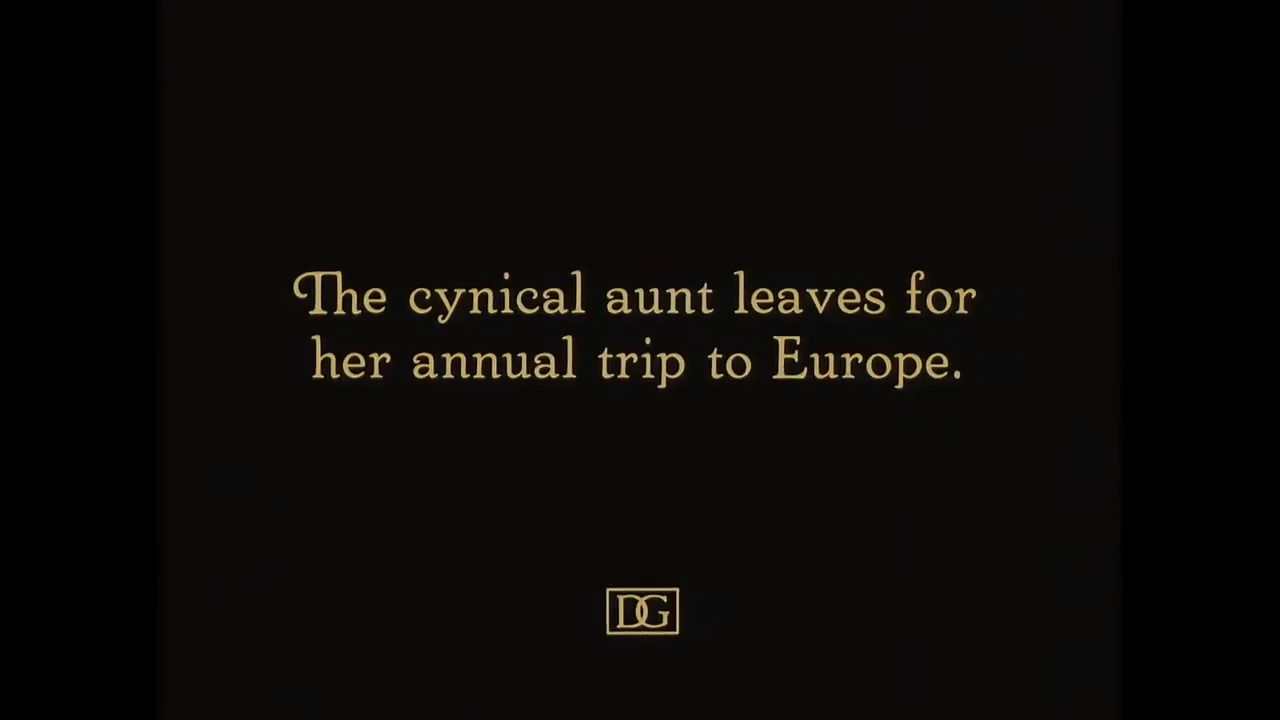 The cynical aunt leaves for
her annual trip to Europe.
DG